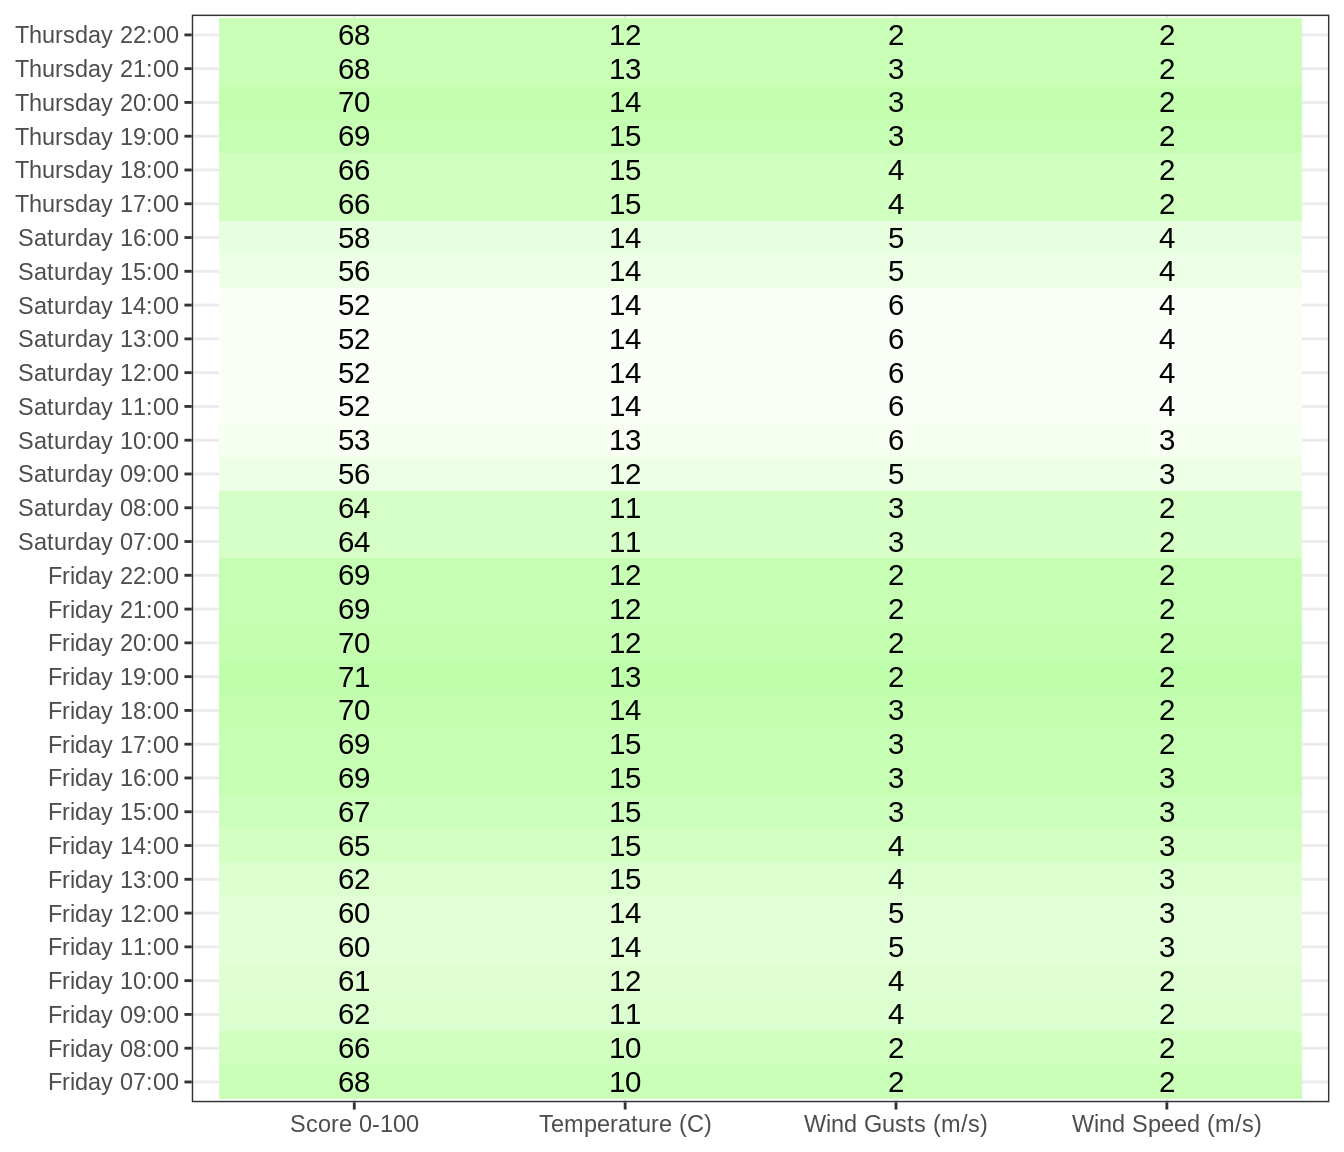 Thursday 22:00 68 12 2 2
Thursday 21:00 68 13 3 2
Thursday 20:00 70 14 3 2
Thursday 19:00 69 15 3 2
Thursday 18:00 66 15 4 2
Thursday 17:00 66 15 4 2
Saturday 16:00 58 14 5 4
Saturday 15:00 56 14 5 4
Saturday 14:00 52 14 6 4
Saturday 13:00 52 14 6 4
Saturday 12:00 52 14 6 4
Saturday 11:00 52 14 6 4
Saturday 10:00 53 13 6 3
Saturday 09:00 56 12 5 3
Saturday 08:00 64 11 3 2
Saturday 07:00 64 11 3 2
Friday 22:00 69 12 2 2
Friday 21:00 69 12 2 2
Friday 20:00 70 12 2 2
Friday 19:00 71 13 2 2
Friday 18:00 70 14 3 2
Friday 17:00 69 15 3 2
Friday 16:00 69 15 3 3
Friday 15:00 67 15 3 3
Friday 14:00 65 15 4 3
Friday 13:00 62 15 4 3
Friday 12:00 60 14 5 3
Friday 11:00 60 14 5 3
Friday 10:00 61 12 4 2
Friday 09:00 62 11 4 2
Friday 08:00 66 10 2 2
Friday 07:00 68 10 2 2
Score 0-100 Temperature (C) Wind Gusts (m/s) Wind Speed (m/s)